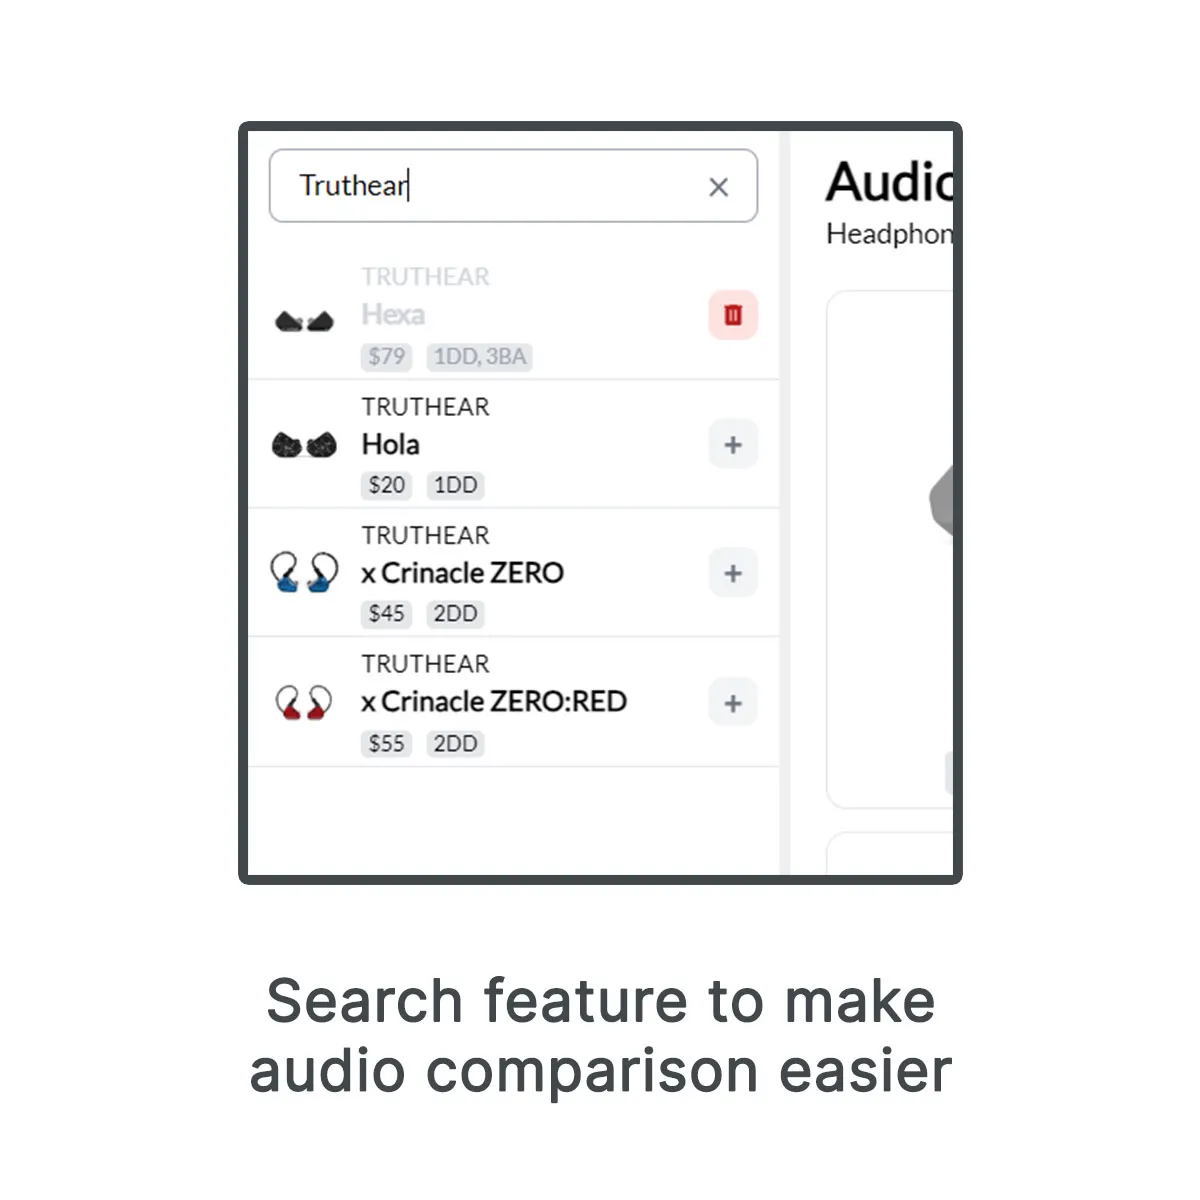 Truthear
TRUTHEAR
Hexa
$79 1DD, 3BA
TRUTHEAR
Hola
$20 1DD
TRUTHEAR
x Crinacle ZERO
$45 2DD
TRUTHEAR
x Crinacle ZERO:RED
$55 2DD
Audio
Headphon
Search feature to make
audio comparison easier